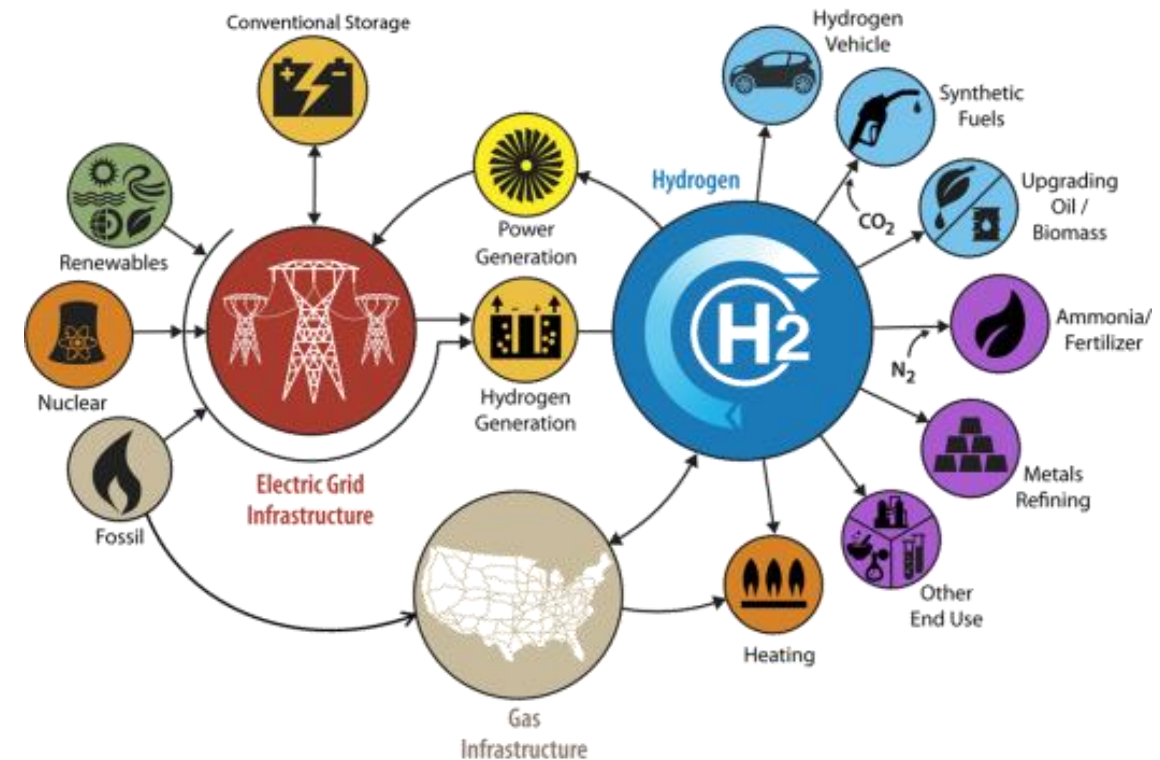 Conventional Storage
Hydrogen
Vehicle
Synthetic
Fuels
Hydrogen
Upgrading
Oil /
Biomass
CO₂
Renewables
Power
Generation
H2
Ammonia/
Fertilizer
N₂
Nuclear
Hydrogen
Generation
Electric Grid
Infrastructure
Metals
Refining
Fossil
Other
End Use
Heating
Gas
Infrastructure